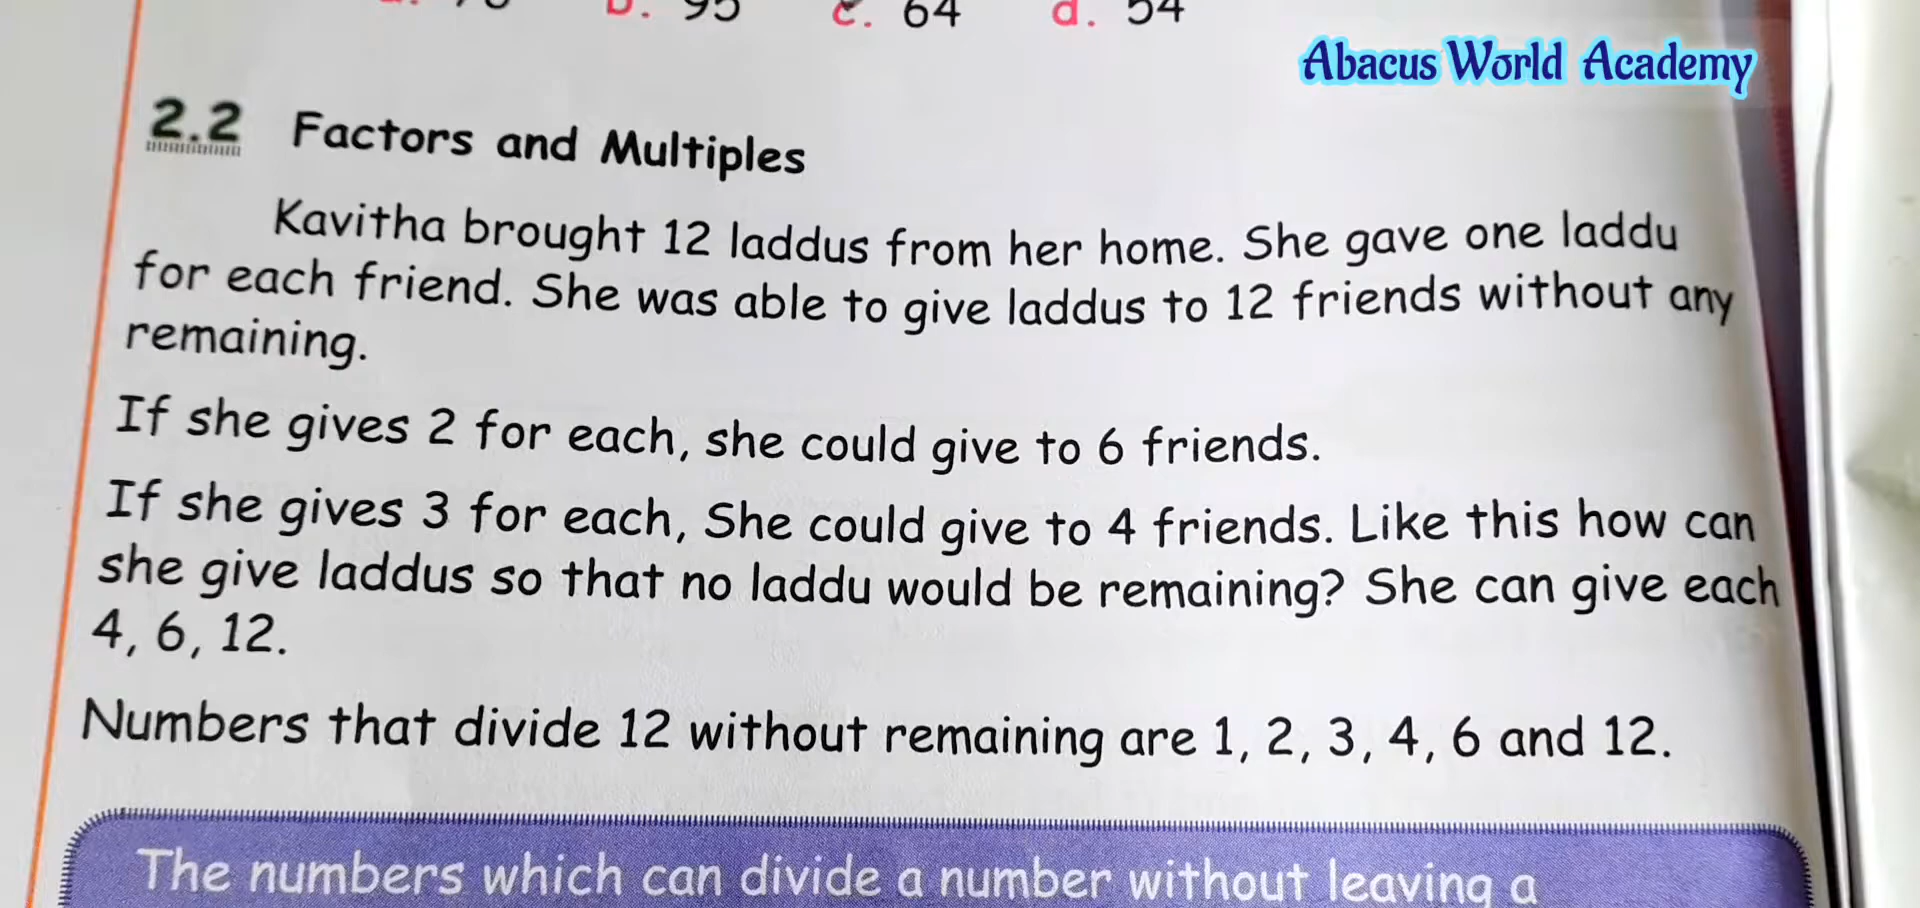 b. 95 c. 64 d. 54
Abacus World Academy
2.2 Factors and Multiples
Kavitha brought 12 laddus from her home. She gave one laddu
for each friend. She was able to give laddus to 12 friends without any
remaining.
If she gives 2 for each, she could give to 6 friends.
If she gives 3 for each, She could give to 4 friends. Like this how can
she give laddus so that no laddu would be remaining? She can give each
4, 6, 12.
Numbers that divide 12 without remaining are 1, 2, 3, 4, 6 and 12.
The numbers which can divide a number without leaving a